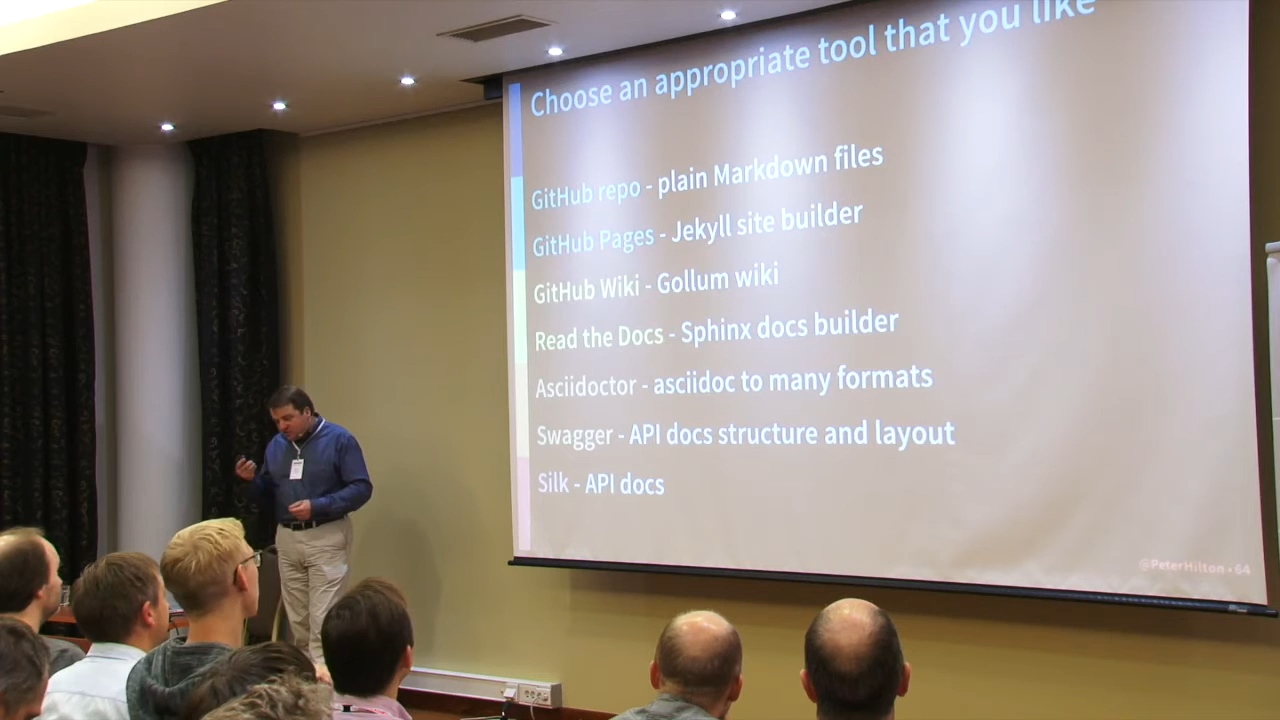 Choose an appropriate tool that you like
GitHub repo - plain Markdown files
GitHub Pages - Jekyll site builder
GitHub Wiki - Gollum wiki
Read the Docs - Sphinx docs builder
Asciidoctor - asciidoc to many formats
Swagger - API docs structure and layout
Silk - API docs
@PeterHilton • 64